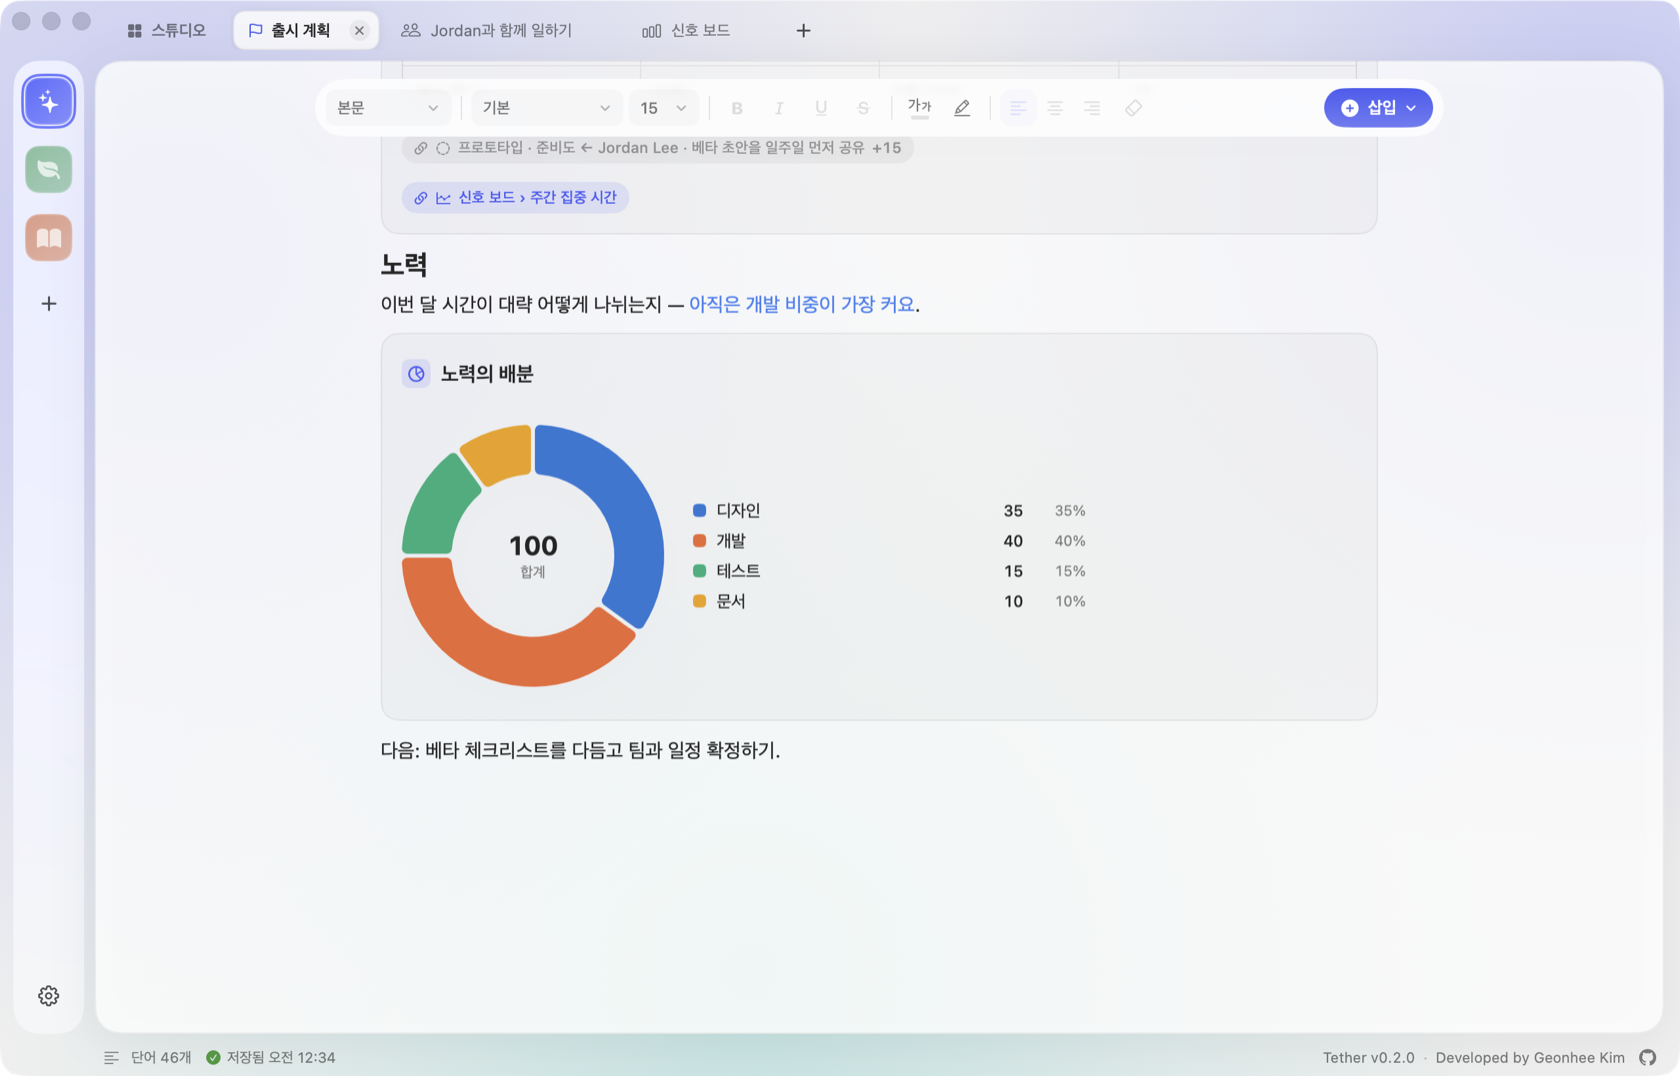 스튜디오
출시 계획
Jordan과 함께 일하기
신호 보드
본문
기본
15
B I U S
가가
삽입
프로토타입 · 준비도 ← Jordan Lee · 베타 초안을 일주일 먼저 공유 +15
신호 보드 › 주간 집중 시간
노력
이번 달 시간이 대략 어떻게 나뉘는지 — 아직은 개발 비중이 가장 커요.
노력의 배분
100
합계
디자인 35 35%
개발 40 40%
테스트 15 15%
문서 10 10%
다음: 베타 체크리스트를 다듬고 팀과 일정 확정하기.
단어 46개 저장됨 오전 12:34
Tether v0.2.0 · Developed by Geonhee Kim